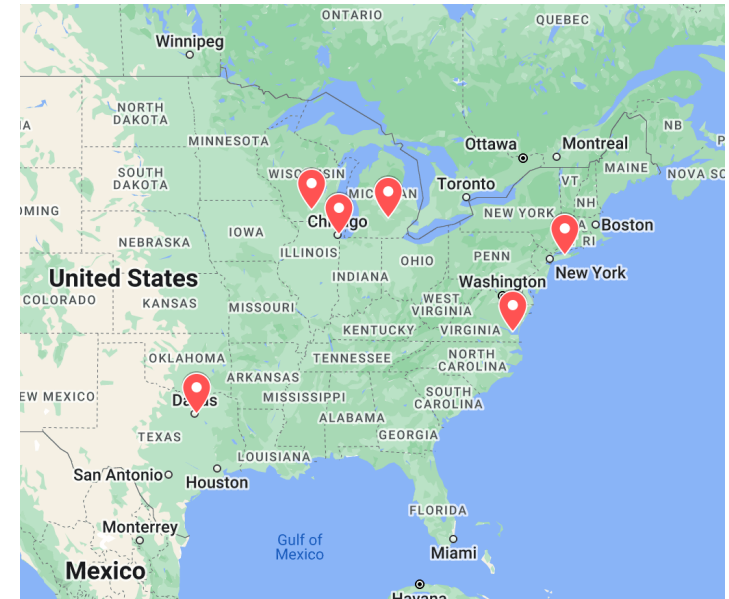 ONTARIO
QUEBEC
Winnipeg
NORTH
DAKOTA
NB
MINNESOTA
Ottawa
Montreal
MAINE
NOVA SC
SOUTH
DAKOTA
WISCONSIN
MICHIGAN
Toronto
VT
NH
OMING
NEW YORK
Boston
RI
Chicago
IOWA
NEBRASKA
ILLINOIS
OHIO
PENN
INDIANA
New York
United States
Washington
COLORADO
KANSAS
MISSOURI
WEST
VIRGINIA
KENTUCKY
VIRGINIA
OKLAHOMA
TENNESSEE
NORTH
CAROLINA
ARKANSAS
EW MEXICO
Dallas
MISSISSIPPI
SOUTH
CAROLINA
ALABAMA
TEXAS
GEORGIA
LOUISIANA
San Antonio
Houston
FLORIDA
Monterrey
Gulf of
Mexico
Miami
Mexico
Havana